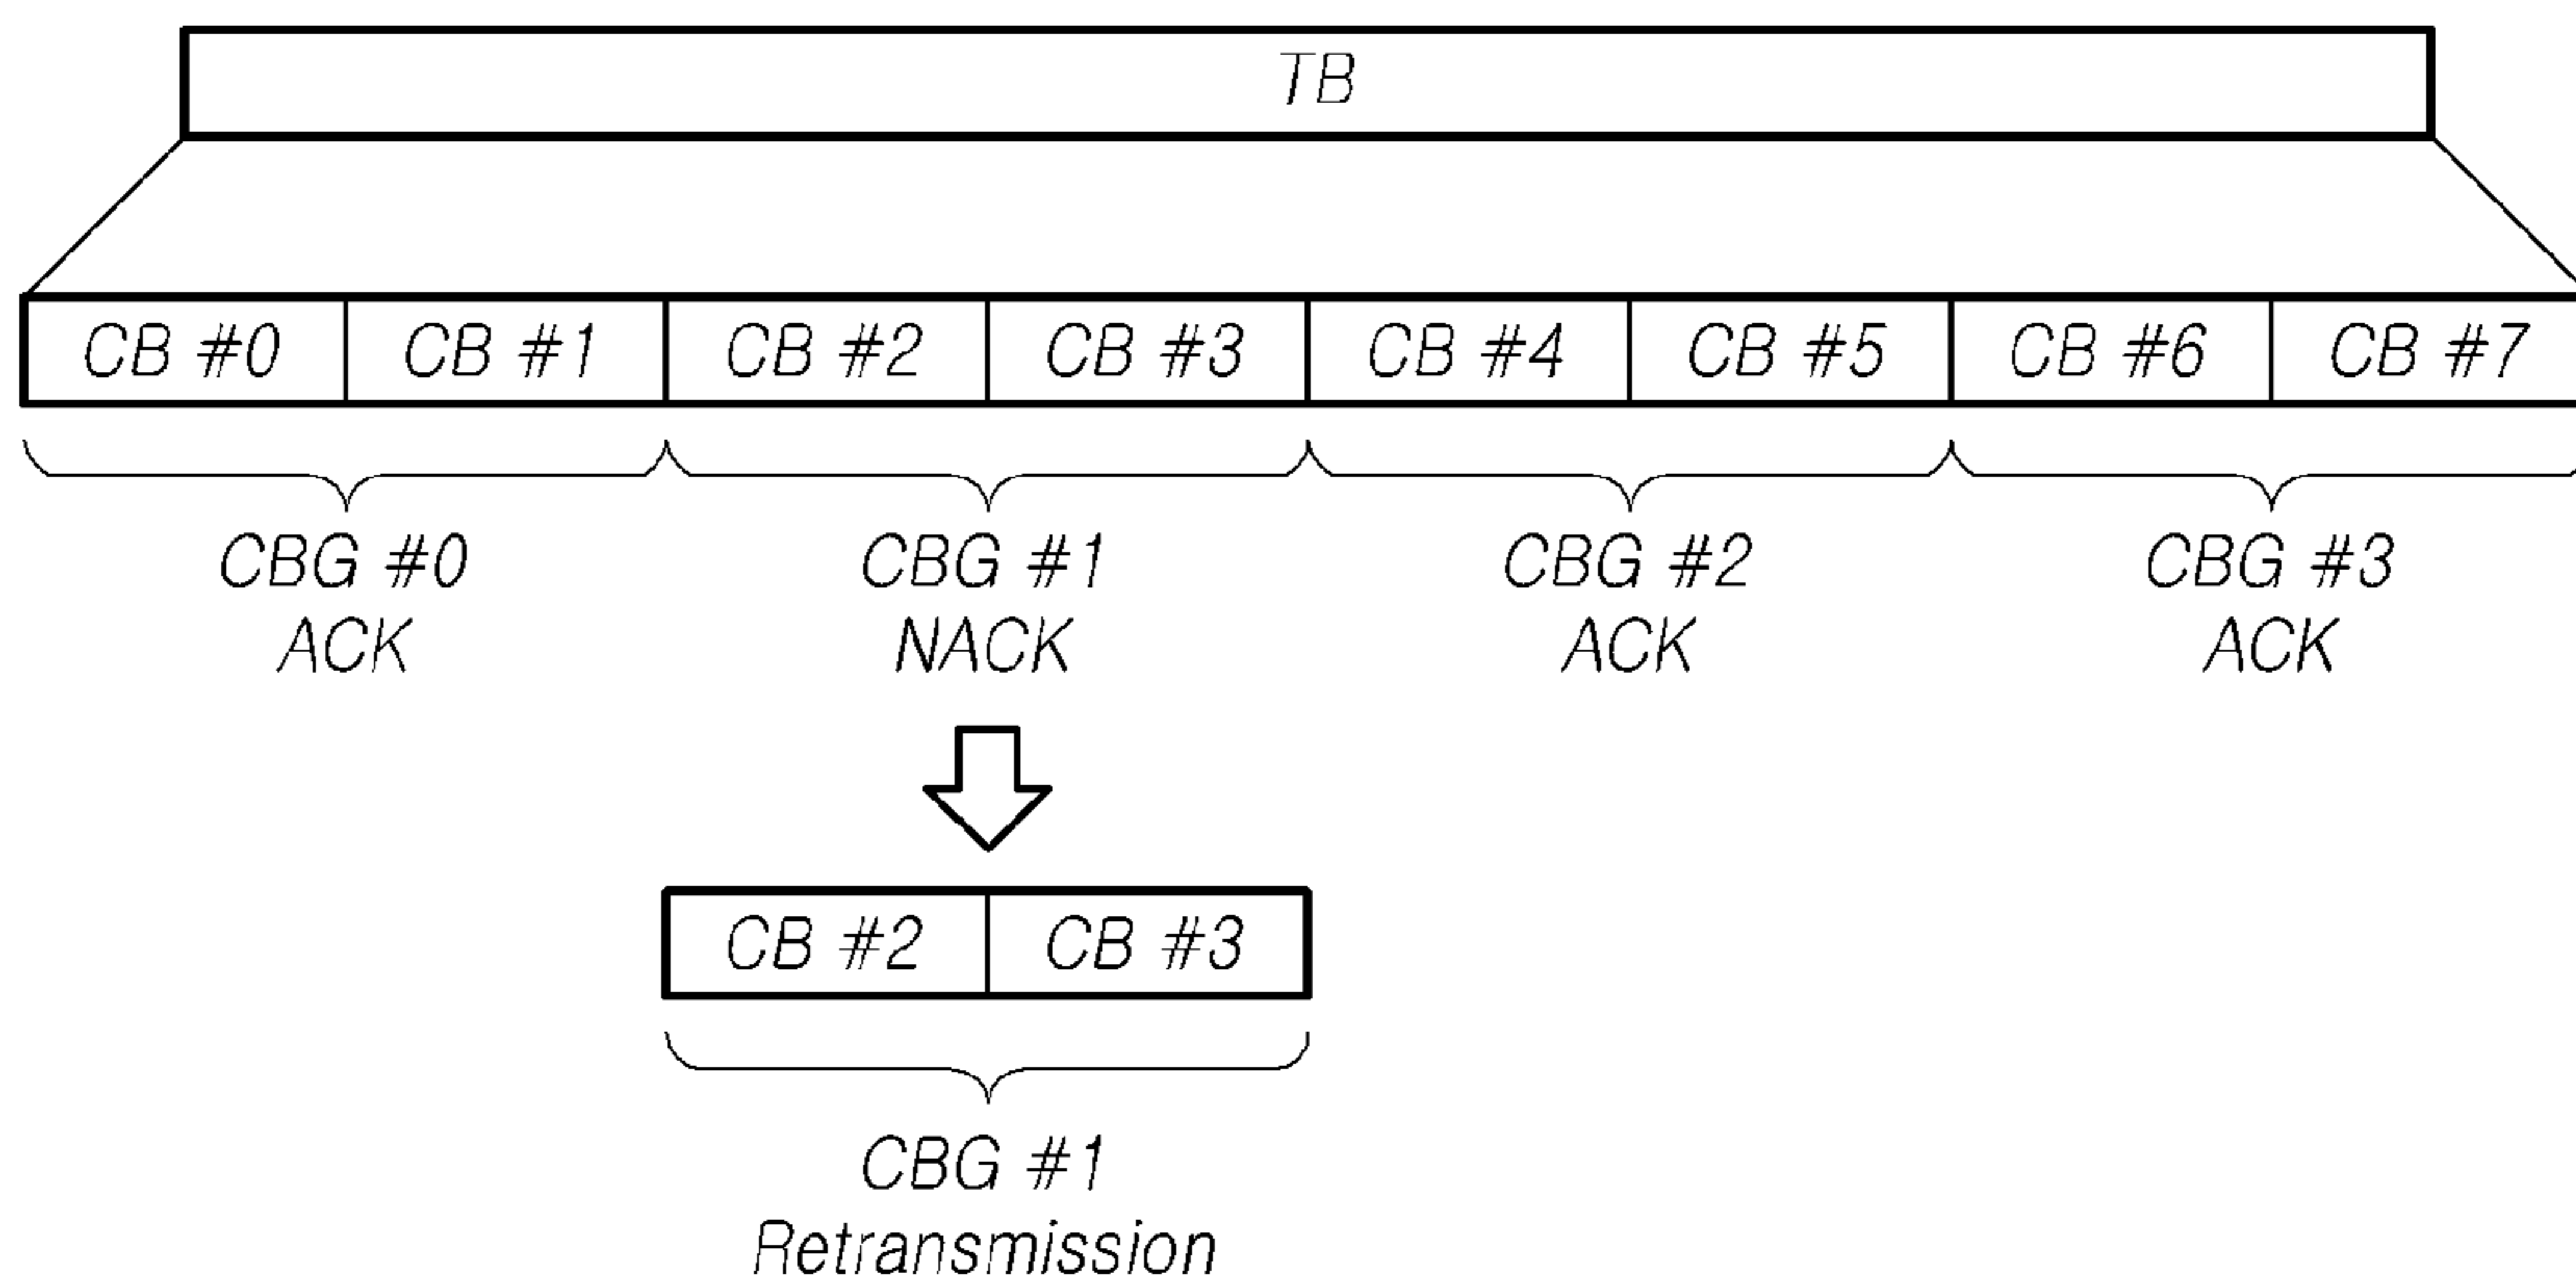 TB
CB #0 CB #1 CB #2 CB #3 CB #4 CB #5 CB #6 CB #7
CBG #0 CBG #1 CBG #2 CBG #3
ACK NACK ACK ACK
CB #2 CB #3
CBG #1
Retransmission